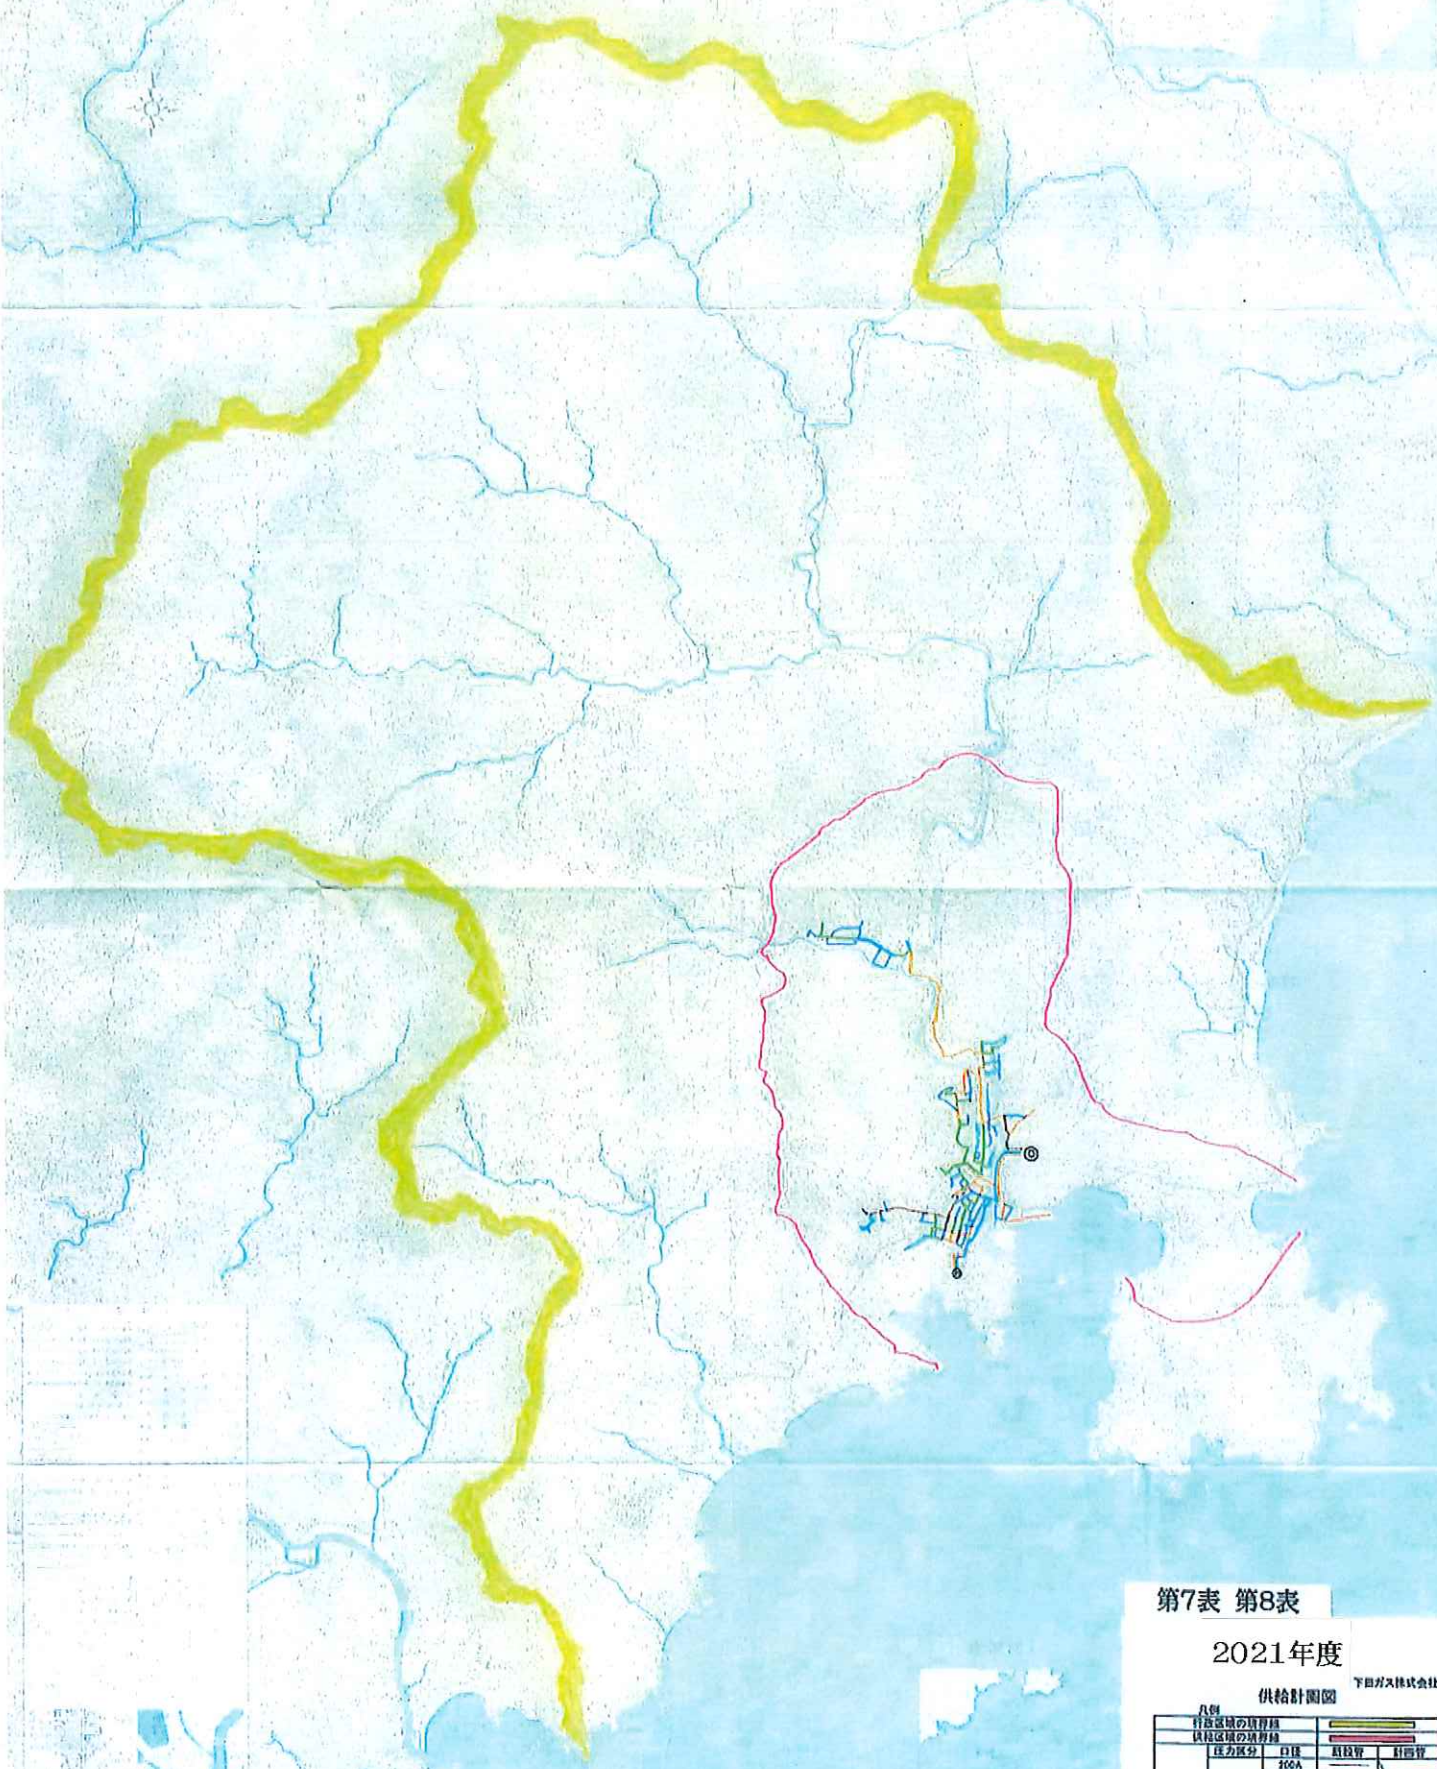 第7表 第8表
2021年度
下田ガス株式会社
供給計画図
凡例
行政区域の境界線
供給区域の境界線
圧力区分 口径 既設管 計画管
200A